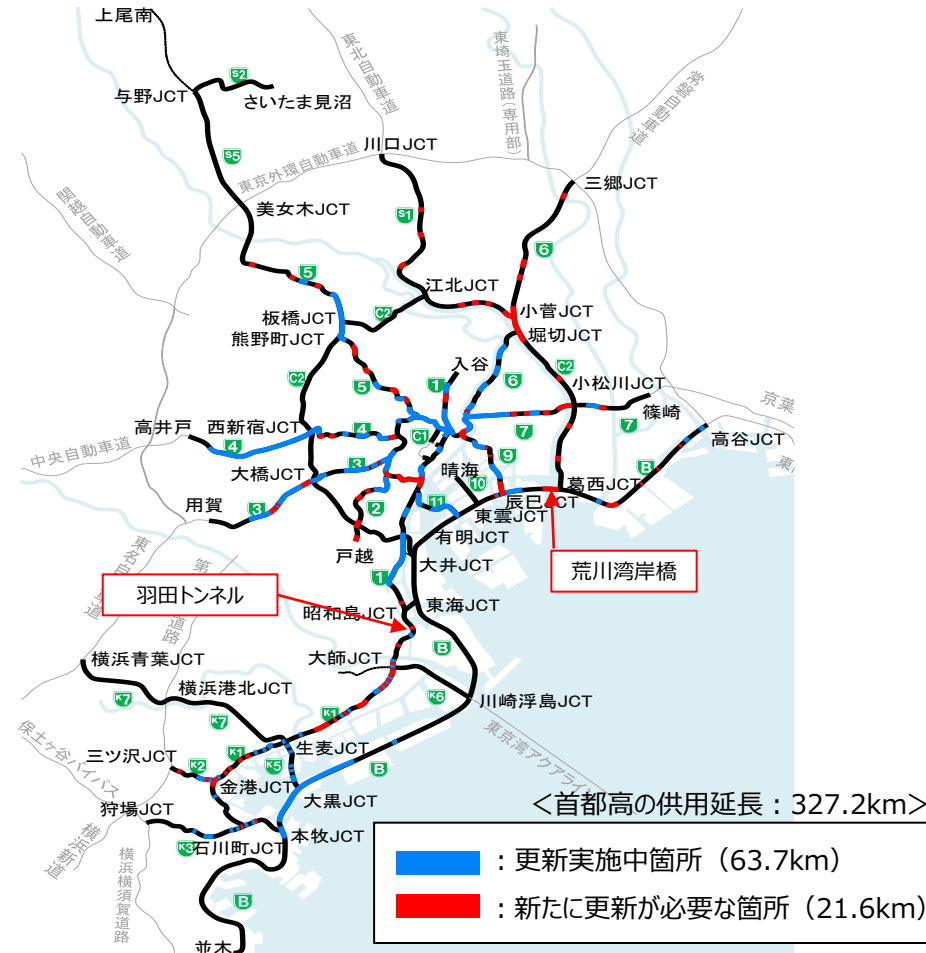 上尾南
S2
与野JCT
さいたま見沼
東北自動車道
東埼玉道路(専用部)
常磐自動車道
川口JCT
S5
東京外環自動車道
三郷JCT
関越自動車道
美女木JCT
S1
6
5
江北JCT
C2
板橋JCT
小菅JCT
熊野町JCT
堀切JCT
入谷
C2
C2
5
1
6
小松川JCT
篠崎
京葉
高井戸
西新宿JCT
4
4
C1
7
7
高谷JCT
中央自動車道
3
9
B
大橋JCT
晴海
10
葛西JCT
用賀
3
2
11
辰巳JCT
東雲JCT
有明JCT
戸越
大井JCT
荒川湾岸橋
1
羽田トンネル
昭和島JCT
東海JCT
横浜青葉JCT
大師JCT
B
K7
横浜港北JCT
K6
川崎浮島JCT
K7
K1
東京湾アクアライ
保土ヶ谷バイパス
三ツ沢JCT
K1
生麦JCT
K2
K5
B
金港JCT
大黒JCT
狩場JCT
<首都高の供用延長:327.2km>
横浜新道
K3
石川町JCT
本牧JCT
横浜横須賀道路
:更新実施中箇所(63.7km)
B
:新たに更新が必要な箇所(21.6km)
並木